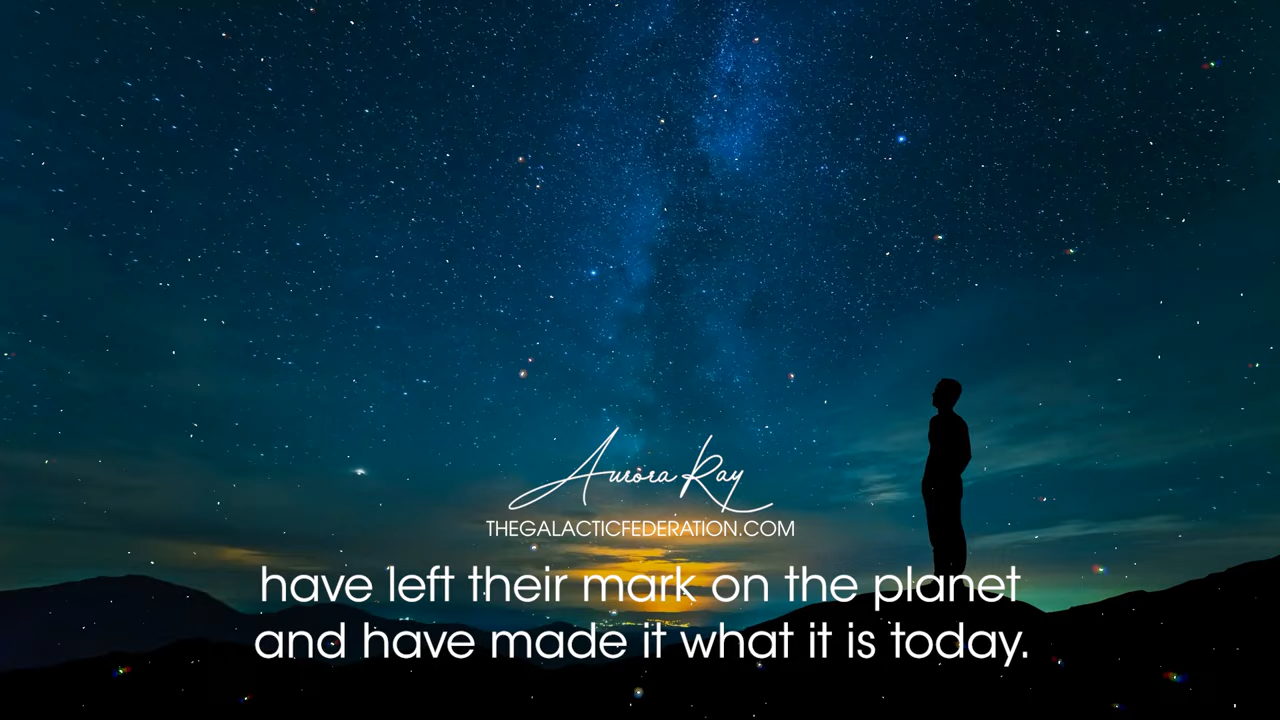 Aurora Ray
THEGALACTICFEDERATION.COM
have left their mark on the planet
and have made it what it is today.